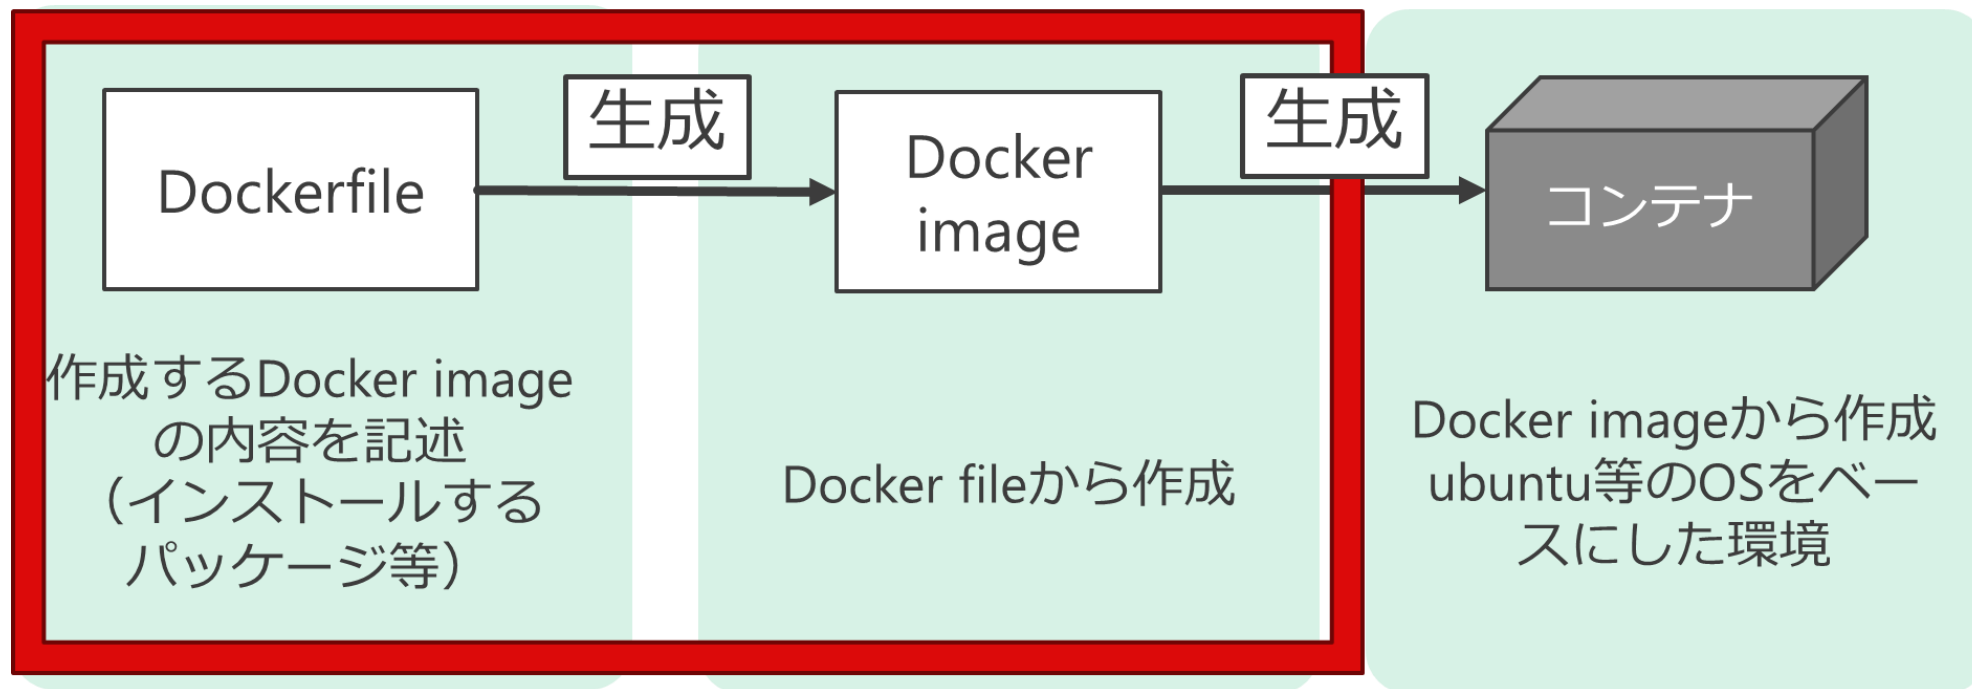 Dockerfile
生成
Docker
image
生成
コンテナ
作成するDocker image
の内容を記述
（インストールする
パッケージ等）
Docker fileから作成
Docker imageから作成
ubuntu等のOSをベー
スにした環境